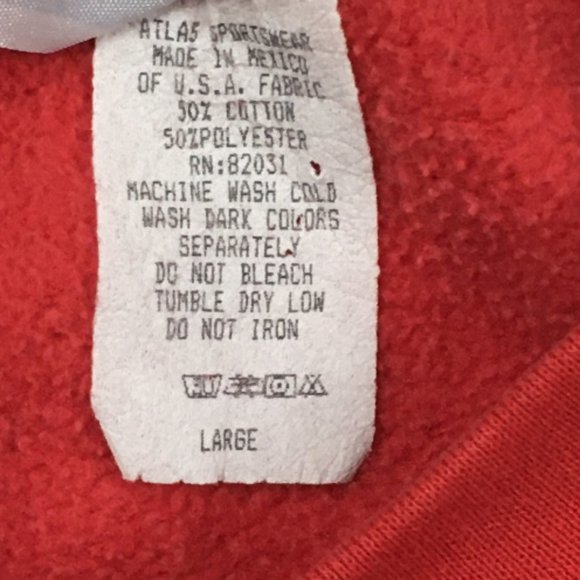 ATLAS SPORTSWEAR
MADE IN MEXICO
OF U.S.A. FABRIC
50% COTTON
50%POLYESTER
RN:82031
MACHINE WASH COLD
WASH DARK COLORS
SEPARATELY
DO NOT BLEACH
TUMBLE DRY LOW
DO NOT IRON
LARGE